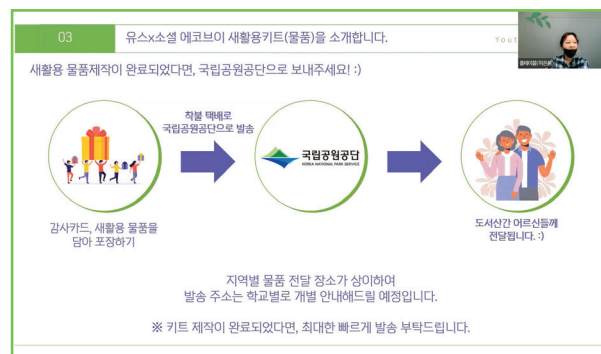 03
유스x소셜 에코브이 새활용키트(물품)을 소개합니다.
새활용 물품제작이 완료되었다면, 국립공원공단으로 보내주세요! :)
착불 택배로
국립공원공단으로 발송
국립공원공단
KOREA NATIONAL PARK SERVICE
감사카드, 새활용 물품을
담아 포장하기
도서산간 어르신들께
전달됩니다. :)
지역별 물품 전달 장소가 상이하여
발송 주소는 학교별로 개별 안내해드릴 예정입니다.
※ 키트 제작이 완료되었다면, 최대한 빠르게 발송 부탁드립니다.